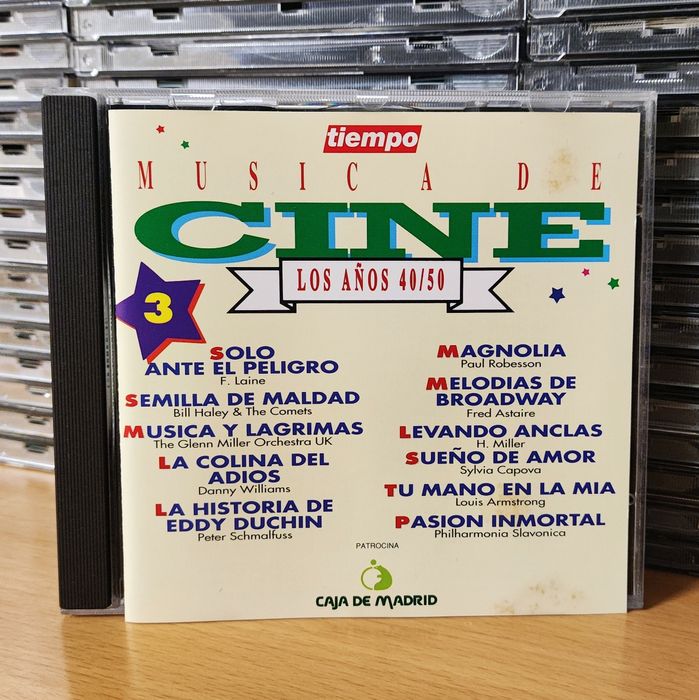 tiempo
MUSICA DE
CINE
LOS AÑOS 40/50
3
SOLO
ANTE EL PELIGRO
F. Laine
SEMILLA DE MALDAD
Bill Haley & The Comets
MUSICA Y LAGRIMAS
The Glenn Miller Orchestra UK
LA COLINA DEL
ADIOS
Danny Williams
LA HISTORIA DE
EDDY DUCHIN
Peter Schmalfuss
MAGNOLIA
Paul Robesson
MELODIAS DE
BROADWAY
Fred Astaire
LEVANDO ANCLAS
H. Miller
SUEÑO DE AMOR
Sylvia Capova
TU MANO EN LA MIA
Louis Armstrong
PASION INMORTAL
Philharmonia Slavonica
PATROCINA
CAJA DE MADRID